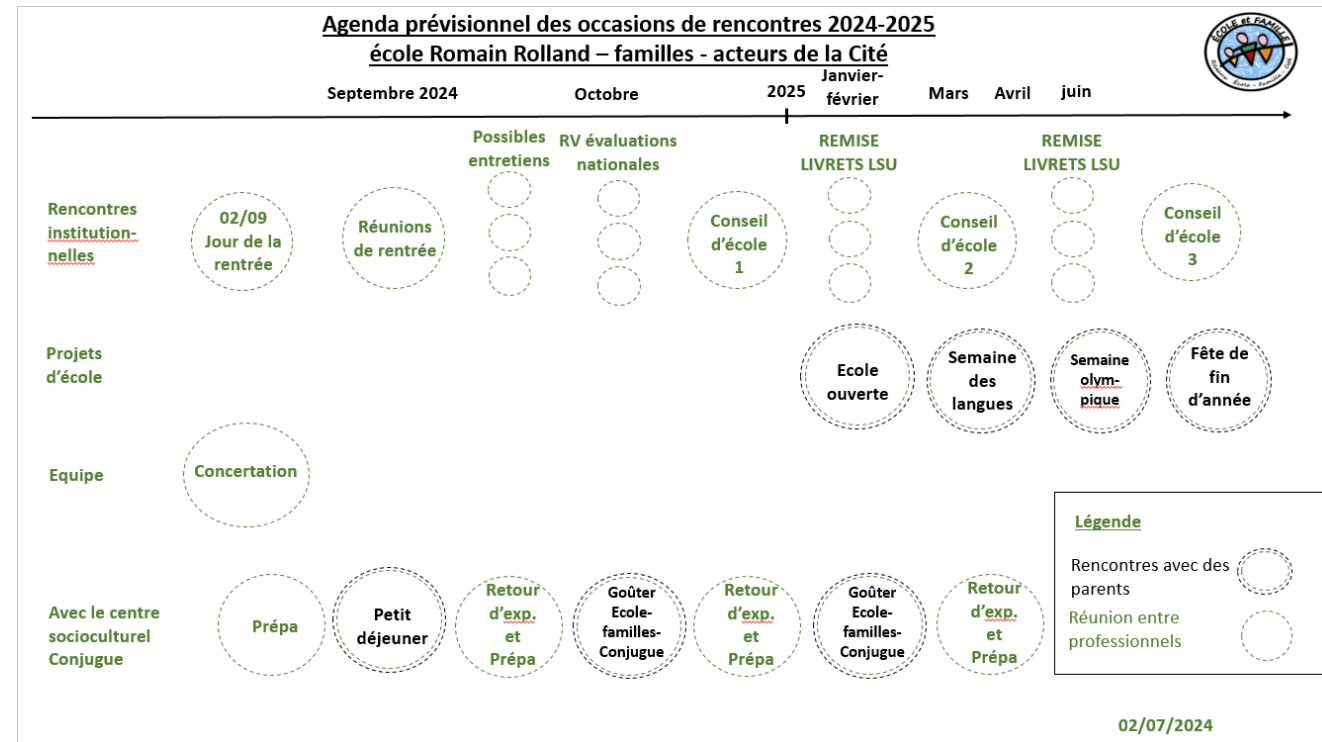 Agenda prévisionnel des occasions de rencontres 2024-2025
école Romain Rolland – familles - acteurs de la Cité
ÉCOLE et FAMILLE
Septembre 2024
Octobre
2025
Janvier-
février
Mars
Avril
juin
Possibles
entretiens
RV évaluations
nationales
REMISE
LIVRETS LSU
REMISE
LIVRETS LSU
Rencontres
institution-
nelles
02/09
Jour de la
rentrée
Réunions
de rentrée
Conseil
d’école
1
Conseil
d’école
2
Conseil
d’école
3
Projets
d’école
Ecole
ouverte
Semaine
des
langues
Semaine
olym-
pique
Fête de
fin
d’année
Equipe
Concertation
Avec le centre
socioculturel
Conjugue
Prépa
Petit
déjeuner
Retour
d’exp.
et
Prépa
Goûter
Ecole-
familles-
Conjugue
Retour
d’exp.
et
Prépa
Goûter
Ecole-
familles-
Conjugue
Retour
d’exp.
et
Prépa
Légende
Rencontres avec des
parents
Réunion entre
professionnels
02/07/2024